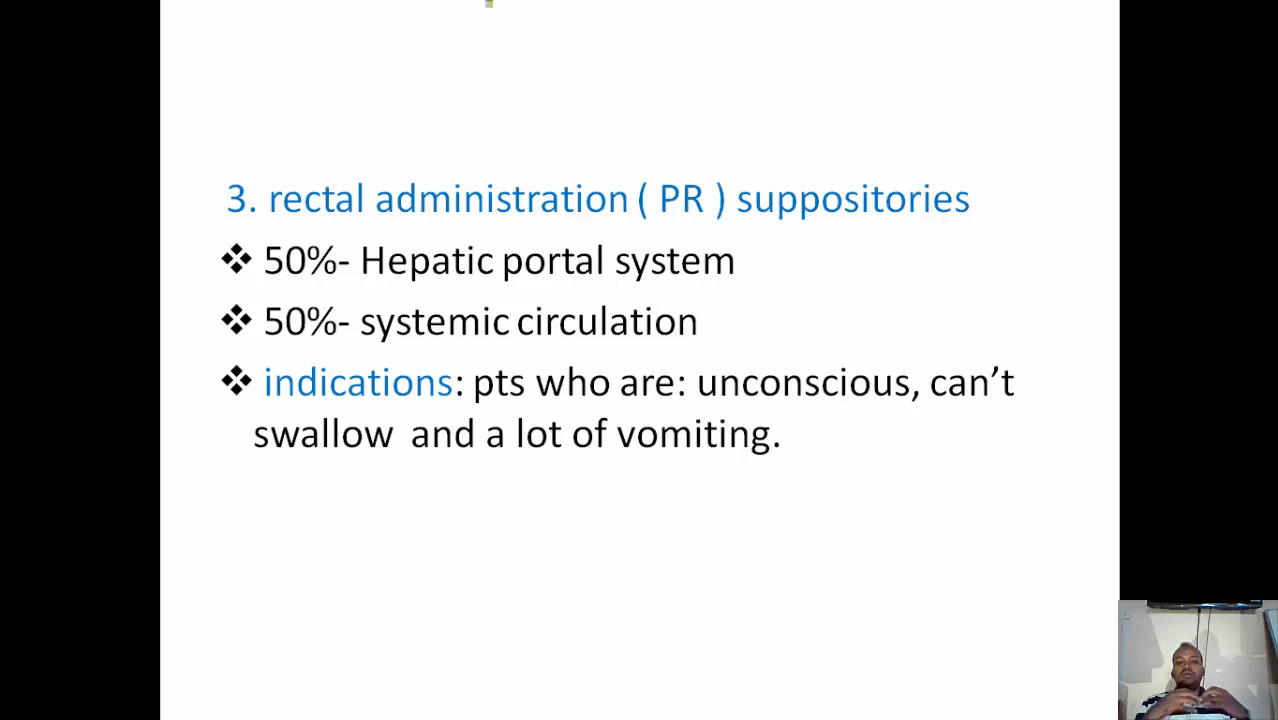 3. rectal administration ( PR ) suppositories
❖ 50%- Hepatic portal system
❖ 50%- systemic circulation
❖ indications: pts who are: unconscious, can’t
swallow and a lot of vomiting.